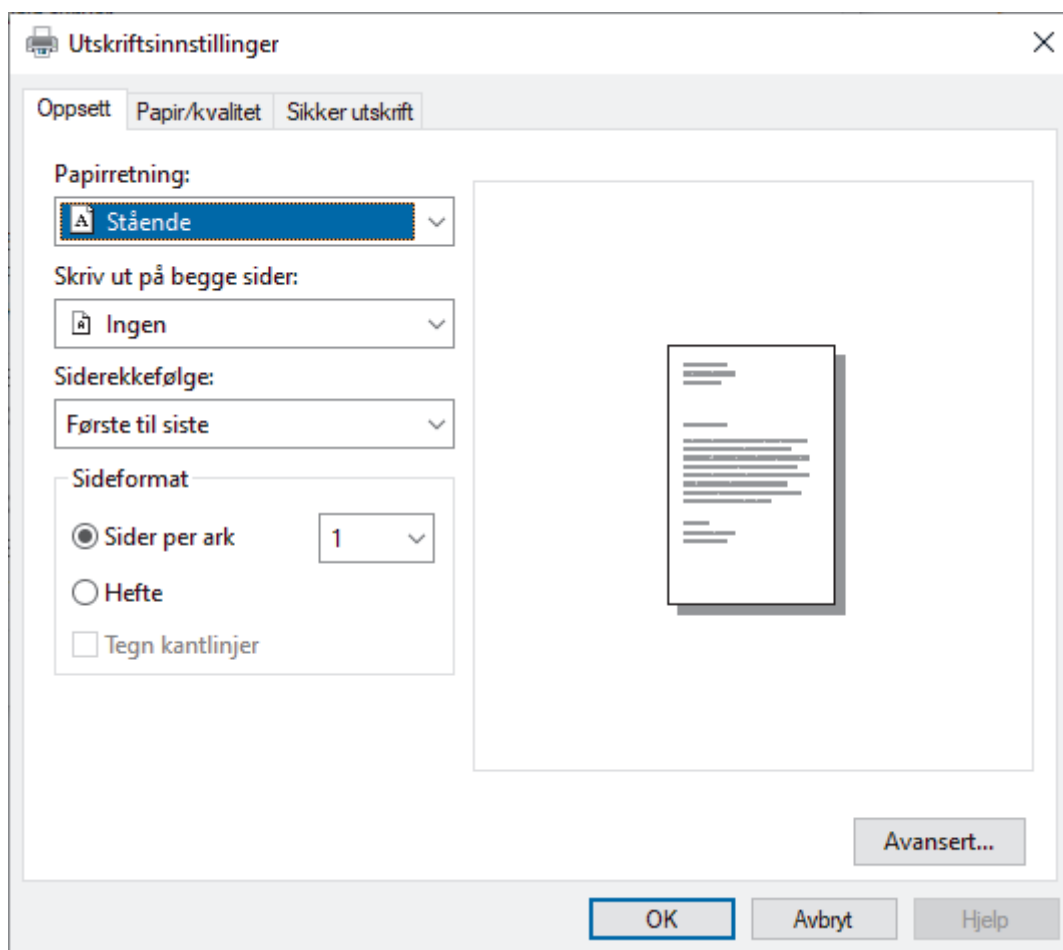 Utskriftsinnstillinger
Oppsett
Papir/kvalitet
Sikker utskrift
Papirretning:
Stående
Skriv ut på begge sider:
Ingen
Siderekkefølge:
Første til siste
Sideformat
Sider per ark
1
Hefte
Tegn kantlinjer
Avansert...
OK
Avbryt
Hjelp